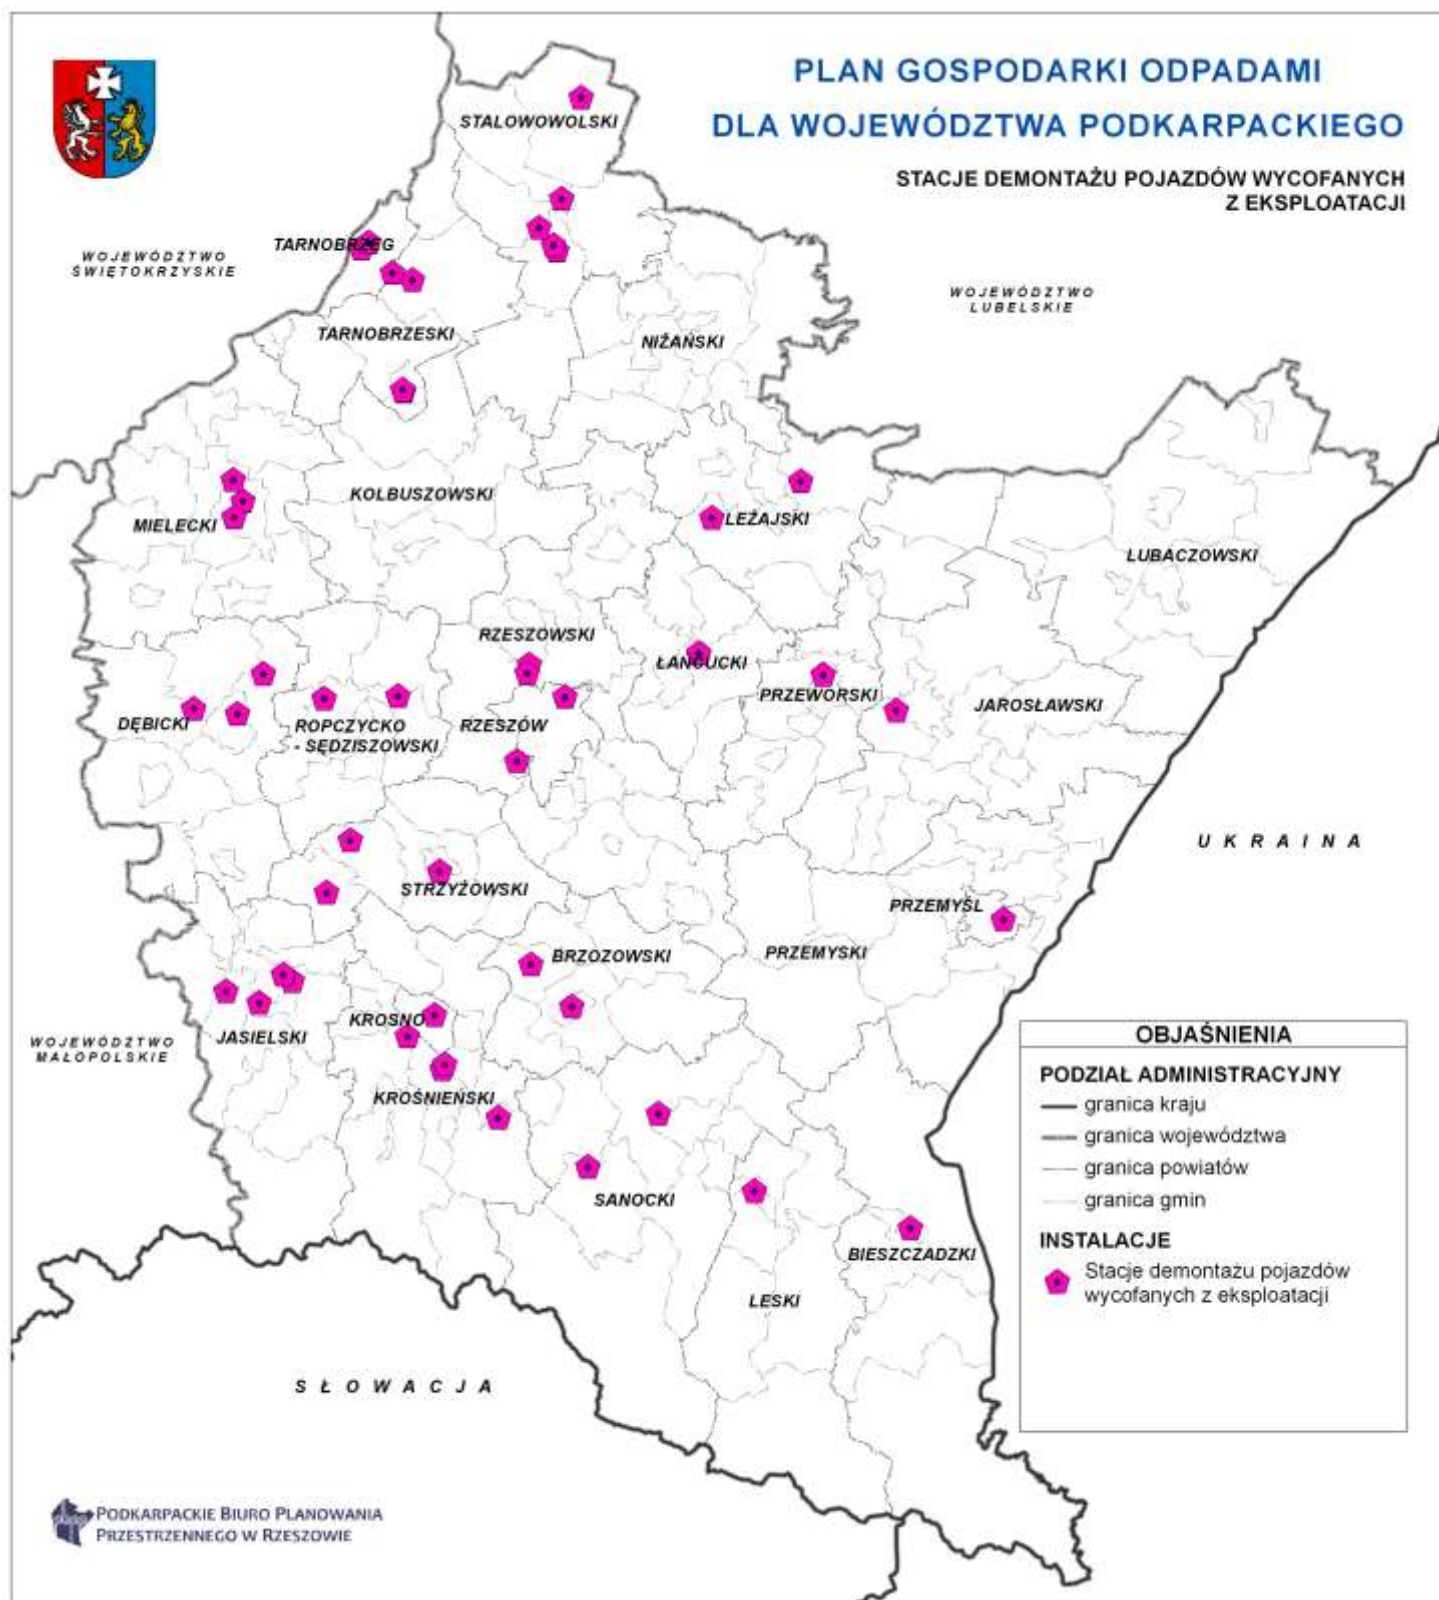 PLAN GOSPODARKI ODPADAMI
DLA WOJEWÓDZTWA PODKARPACKIEGO
STACJE DEMONTAŻU POJAZDÓW WYCOFANYCH
Z EKSPLOATACJI
STALOWOWOLSKI
TARNOBRZEG
WOJEWÓDZTWO
ŚWIĘTOKRZYSKIE
WOJEWÓDZTWO
LUBELSKIE
TARNOBRZESKI
NIŻAŃSKI
KOLBUSZOWSKI
MIELECKI
LEŻAJSKI
LUBACZOWSKI
RZESZOWSKI
ŁAŃCUCKI
PRZEWORSKI
JAROSŁAWSKI
DĘBICKI
ROPCZYCKO
- SĘDZISZOWSKI
RZESZÓW
UKRAINA
STRZYŻOWSKI
PRZEMYŚL
BRZOZOWSKI
PRZEMYSKI
KROSNO
JASIELSKI
WOJEWÓDZTWO
MAŁOPOLSKIE
KROŚNIEŃSKI
SANOCKI
BIESZCZADZKI
LESKI
SŁOWACJA
OBJAŚNIENIA
PODZIAŁ ADMINISTRACYJNY
granica kraju
granica województwa
granica powiatów
granica gmin
INSTALACJE
Stacje demontażu pojazdów
wycofanych z eksploatacji
PODKARPACKIE BIURO PLANOWANIA
PRZESTRZENNEGO W RZESZOWIE